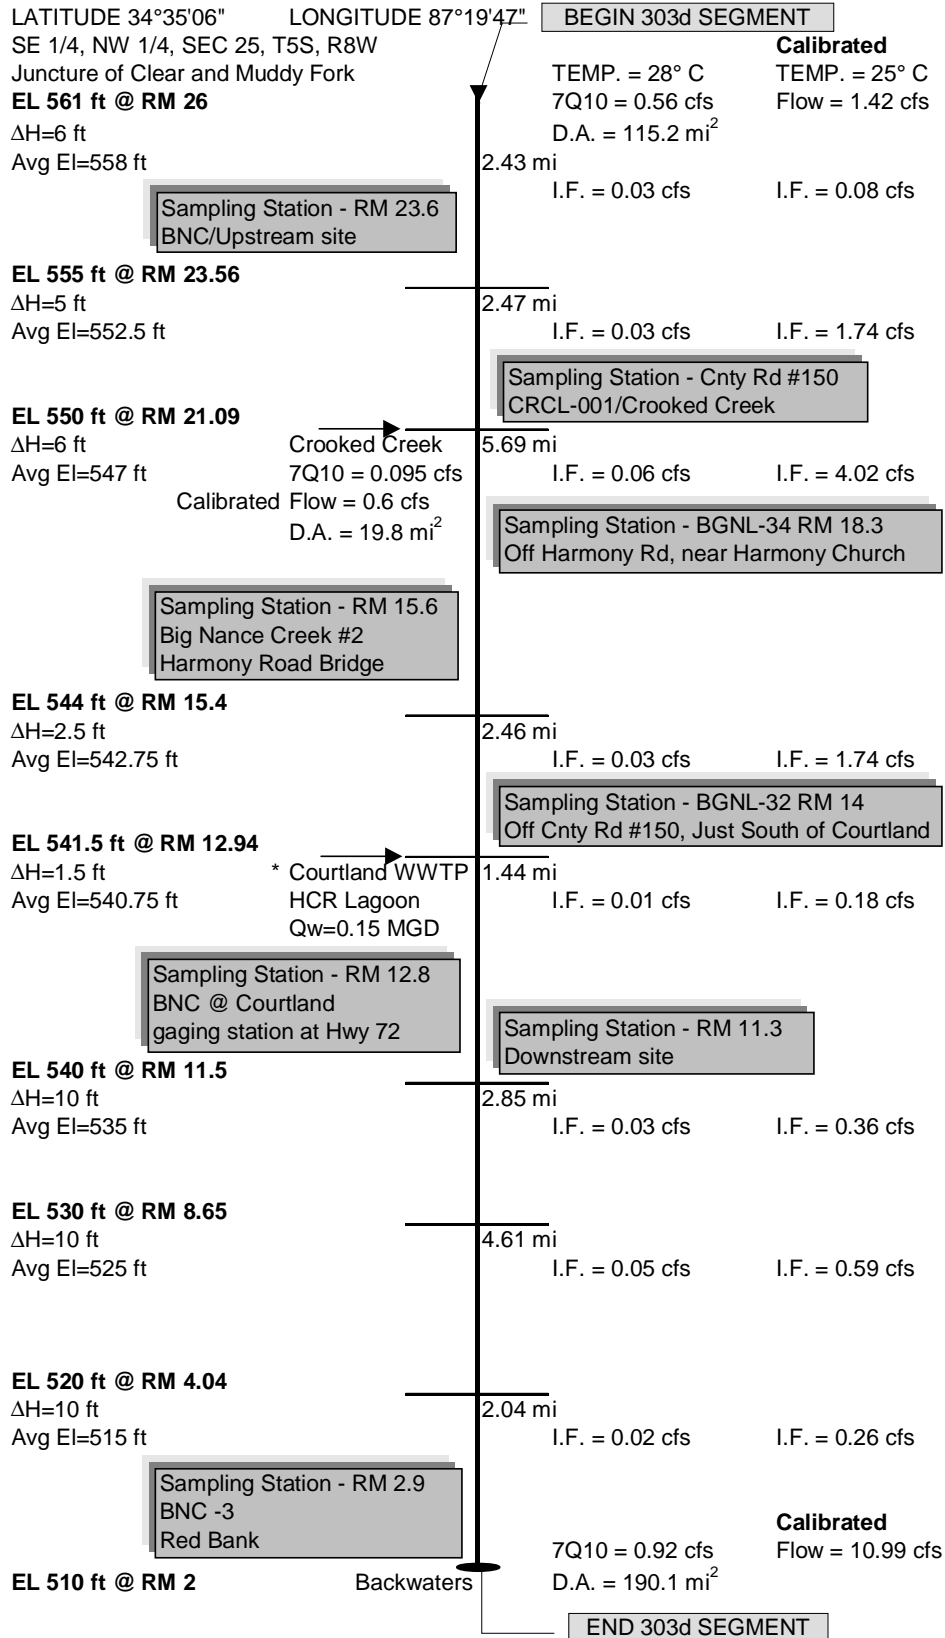 LATITUDE 34°35'06" LONGITUDE 87°19'47" BEGIN 303d SEGMENT
SE 1/4, NW 1/4, SEC 25, T5S, R8W Calibrated
Juncture of Clear and Muddy Fork TEMP. = 28° C TEMP. = 25° C
EL 561 ft @ RM 26 7Q10 = 0.56 cfs Flow = 1.42 cfs
∆H=6 ft D.A. = 115.2 mi²
Avg El=558 ft 2.43 mi
I.F. = 0.03 cfs I.F. = 0.08 cfs
Sampling Station - RM 23.6
BNC/Upstream site
EL 555 ft @ RM 23.56
∆H=5 ft 2.47 mi
Avg El=552.5 ft I.F. = 0.03 cfs I.F. = 1.74 cfs
Sampling Station - Cnty Rd #150
CRCL-001/Crooked Creek
EL 550 ft @ RM 21.09
∆H=6 ft Crooked Creek 5.69 mi
Avg El=547 ft 7Q10 = 0.095 cfs I.F. = 0.06 cfs I.F. = 4.02 cfs
Calibrated Flow = 0.6 cfs
D.A. = 19.8 mi²
Sampling Station - BGNL-34 RM 18.3
Off Harmony Rd, near Harmony Church
Sampling Station - RM 15.6
Big Nance Creek #2
Harmony Road Bridge
EL 544 ft @ RM 15.4
∆H=2.5 ft 2.46 mi
Avg El=542.75 ft I.F. = 0.03 cfs I.F. = 1.74 cfs
Sampling Station - BGNL-32 RM 14
Off Cnty Rd #150, Just South of Courtland
EL 541.5 ft @ RM 12.94
∆H=1.5 ft * Courtland WWTP 1.44 mi
Avg El=540.75 ft HCR Lagoon I.F. = 0.01 cfs I.F. = 0.18 cfs
Qw=0.15 MGD
Sampling Station - RM 12.8
BNC @ Courtland
gaging station at Hwy 72
Sampling Station - RM 11.3
Downstream site
EL 540 ft @ RM 11.5
∆H=10 ft 2.85 mi
Avg El=535 ft I.F. = 0.03 cfs I.F. = 0.36 cfs
EL 530 ft @ RM 8.65
∆H=10 ft 4.61 mi
Avg El=525 ft I.F. = 0.05 cfs I.F. = 0.59 cfs
EL 520 ft @ RM 4.04
∆H=10 ft 2.04 mi
Avg El=515 ft I.F. = 0.02 cfs I.F. = 0.26 cfs
Sampling Station - RM 2.9
BNC -3
Red Bank
Calibrated
7Q10 = 0.92 cfs Flow = 10.99 cfs
EL 510 ft @ RM 2 Backwaters D.A. = 190.1 mi²
END 303d SEGMENT